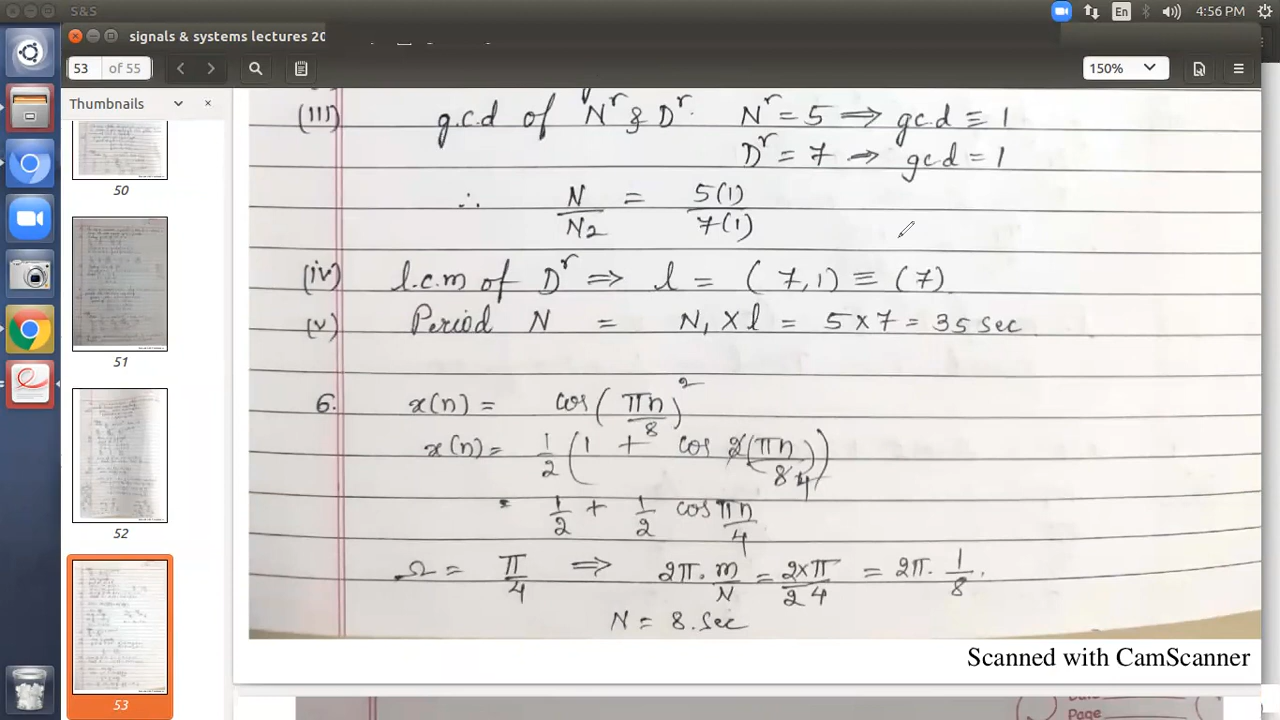 S&S
En
4:56 PM
signals & systems lectures 20
53 of 55
150%
Thumbnails
50
51
52
53
(III) g.c.d of Nʳ & Dʳ. Nʳ = 5 ⟹ gcd ≡ 1
Dʳ = 7 → gcd = 1
∴ N/N2 = 5(1)/7(1)
(iv) l.c.m of Dʳ ⟹ l = (7,1) ≡ (7)
(v) Period N = N, X l = 5 x 7 = 35 sec
6. x(n) = cos(πn/8)²
x(n) = 1/2 (1 + cos 2(πn/8 4))
1/2 + 1/2 cos πn/4
Ω = π/4 ⟹ 2π. m/N = 2xπ/2 4 = 2π. 1/8.
N = 8. sec
Scanned with CamScanner
Page